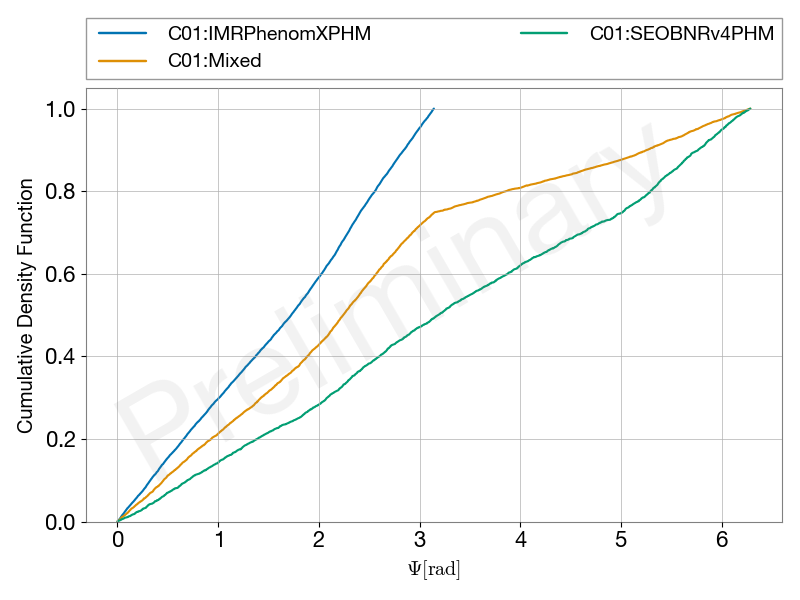 C01:IMRPhenomXPHM
C01:Mixed
C01:SEOBNRv4PHM
1.0
0.8
0.6
0.4
0.2
0.0
Cumulative Density Function
Preliminary
0 1 2 3 4 5 6
Ψ[rad]